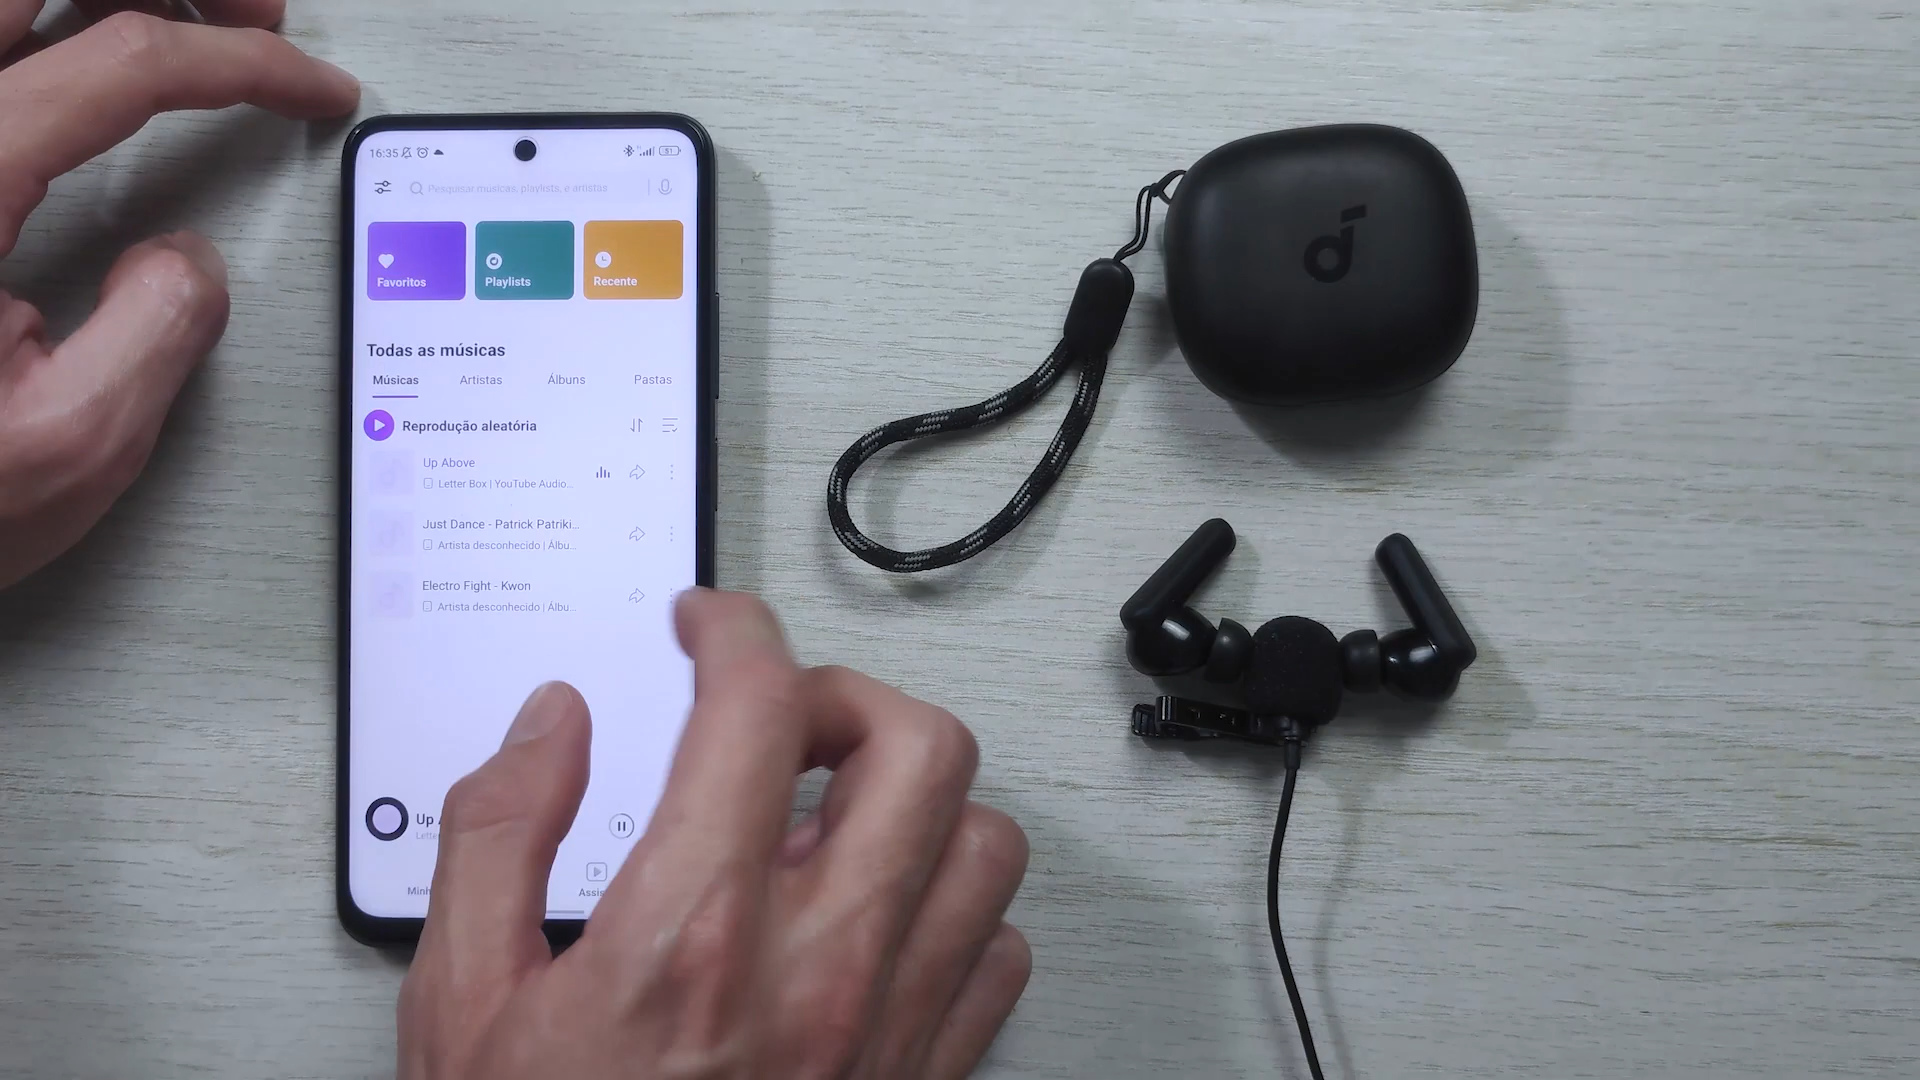 16:35
51
Pesquisar músicas, playlists, e artistas
Favoritos
Playlists
Recente
Todas as músicas
Músicas Artistas Álbuns Pastas
Reprodução aleatória
Up Above
Letter Box | YouTube Audio...
Just Dance - Patrick Patriki...
Artista desconhecido | Álbu...
Electro Fight - Kwon
Artista desconhecido | Álbu...
Up